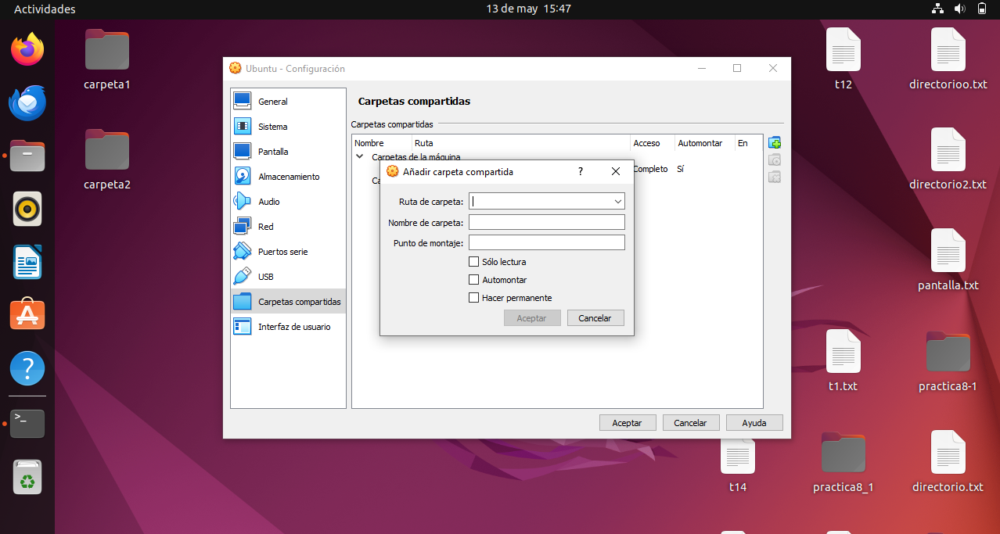 Actividades
13 de may 15:47
carpeta1
carpeta2
Ubuntu - Configuración
General
Sistema
Pantalla
Almacenamiento
Audio
Red
Puertos serie
USB
Carpetas compartidas
Interfaz de usuario
Carpetas compartidas
Carpetas compartidas
Nombre Ruta Acceso Automontar En
Carpetas de la máquina
Completo Sí
Ca
Añadir carpeta compartida ?
Ruta de carpeta:
Nombre de carpeta:
Punto de montaje:
Sólo lectura
Automontar
Hacer permanente
Aceptar Cancelar
Aceptar Cancelar Ayuda
t12
directorioo.txt
directorio2.txt
pantalla.txt
t1.txt
practica8-1
t14
practica8_1
directorio.txt